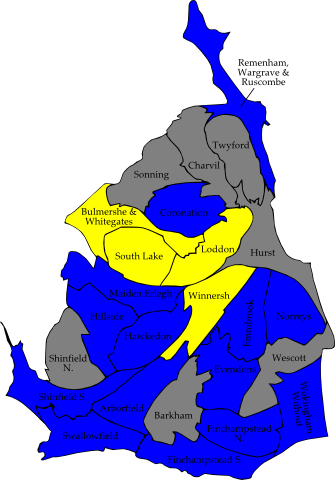 Remenham,
Wargrave &
Ruscombe
Twyford
Charvil
Sonning
Coronation
Bulmershe &
Whitegates
South Lake
Loddon
Hurst
Maiden Erlegh
Winnersh
Hillside
Emmbrook
Norreys
Hawkedon
Wescott
Shinfield
N.
Evendons
Shinfield S.
Arborfield
Wokingham
Without
Barkham
Finchampstead
N.
Swallowfield
Finchampstead S.